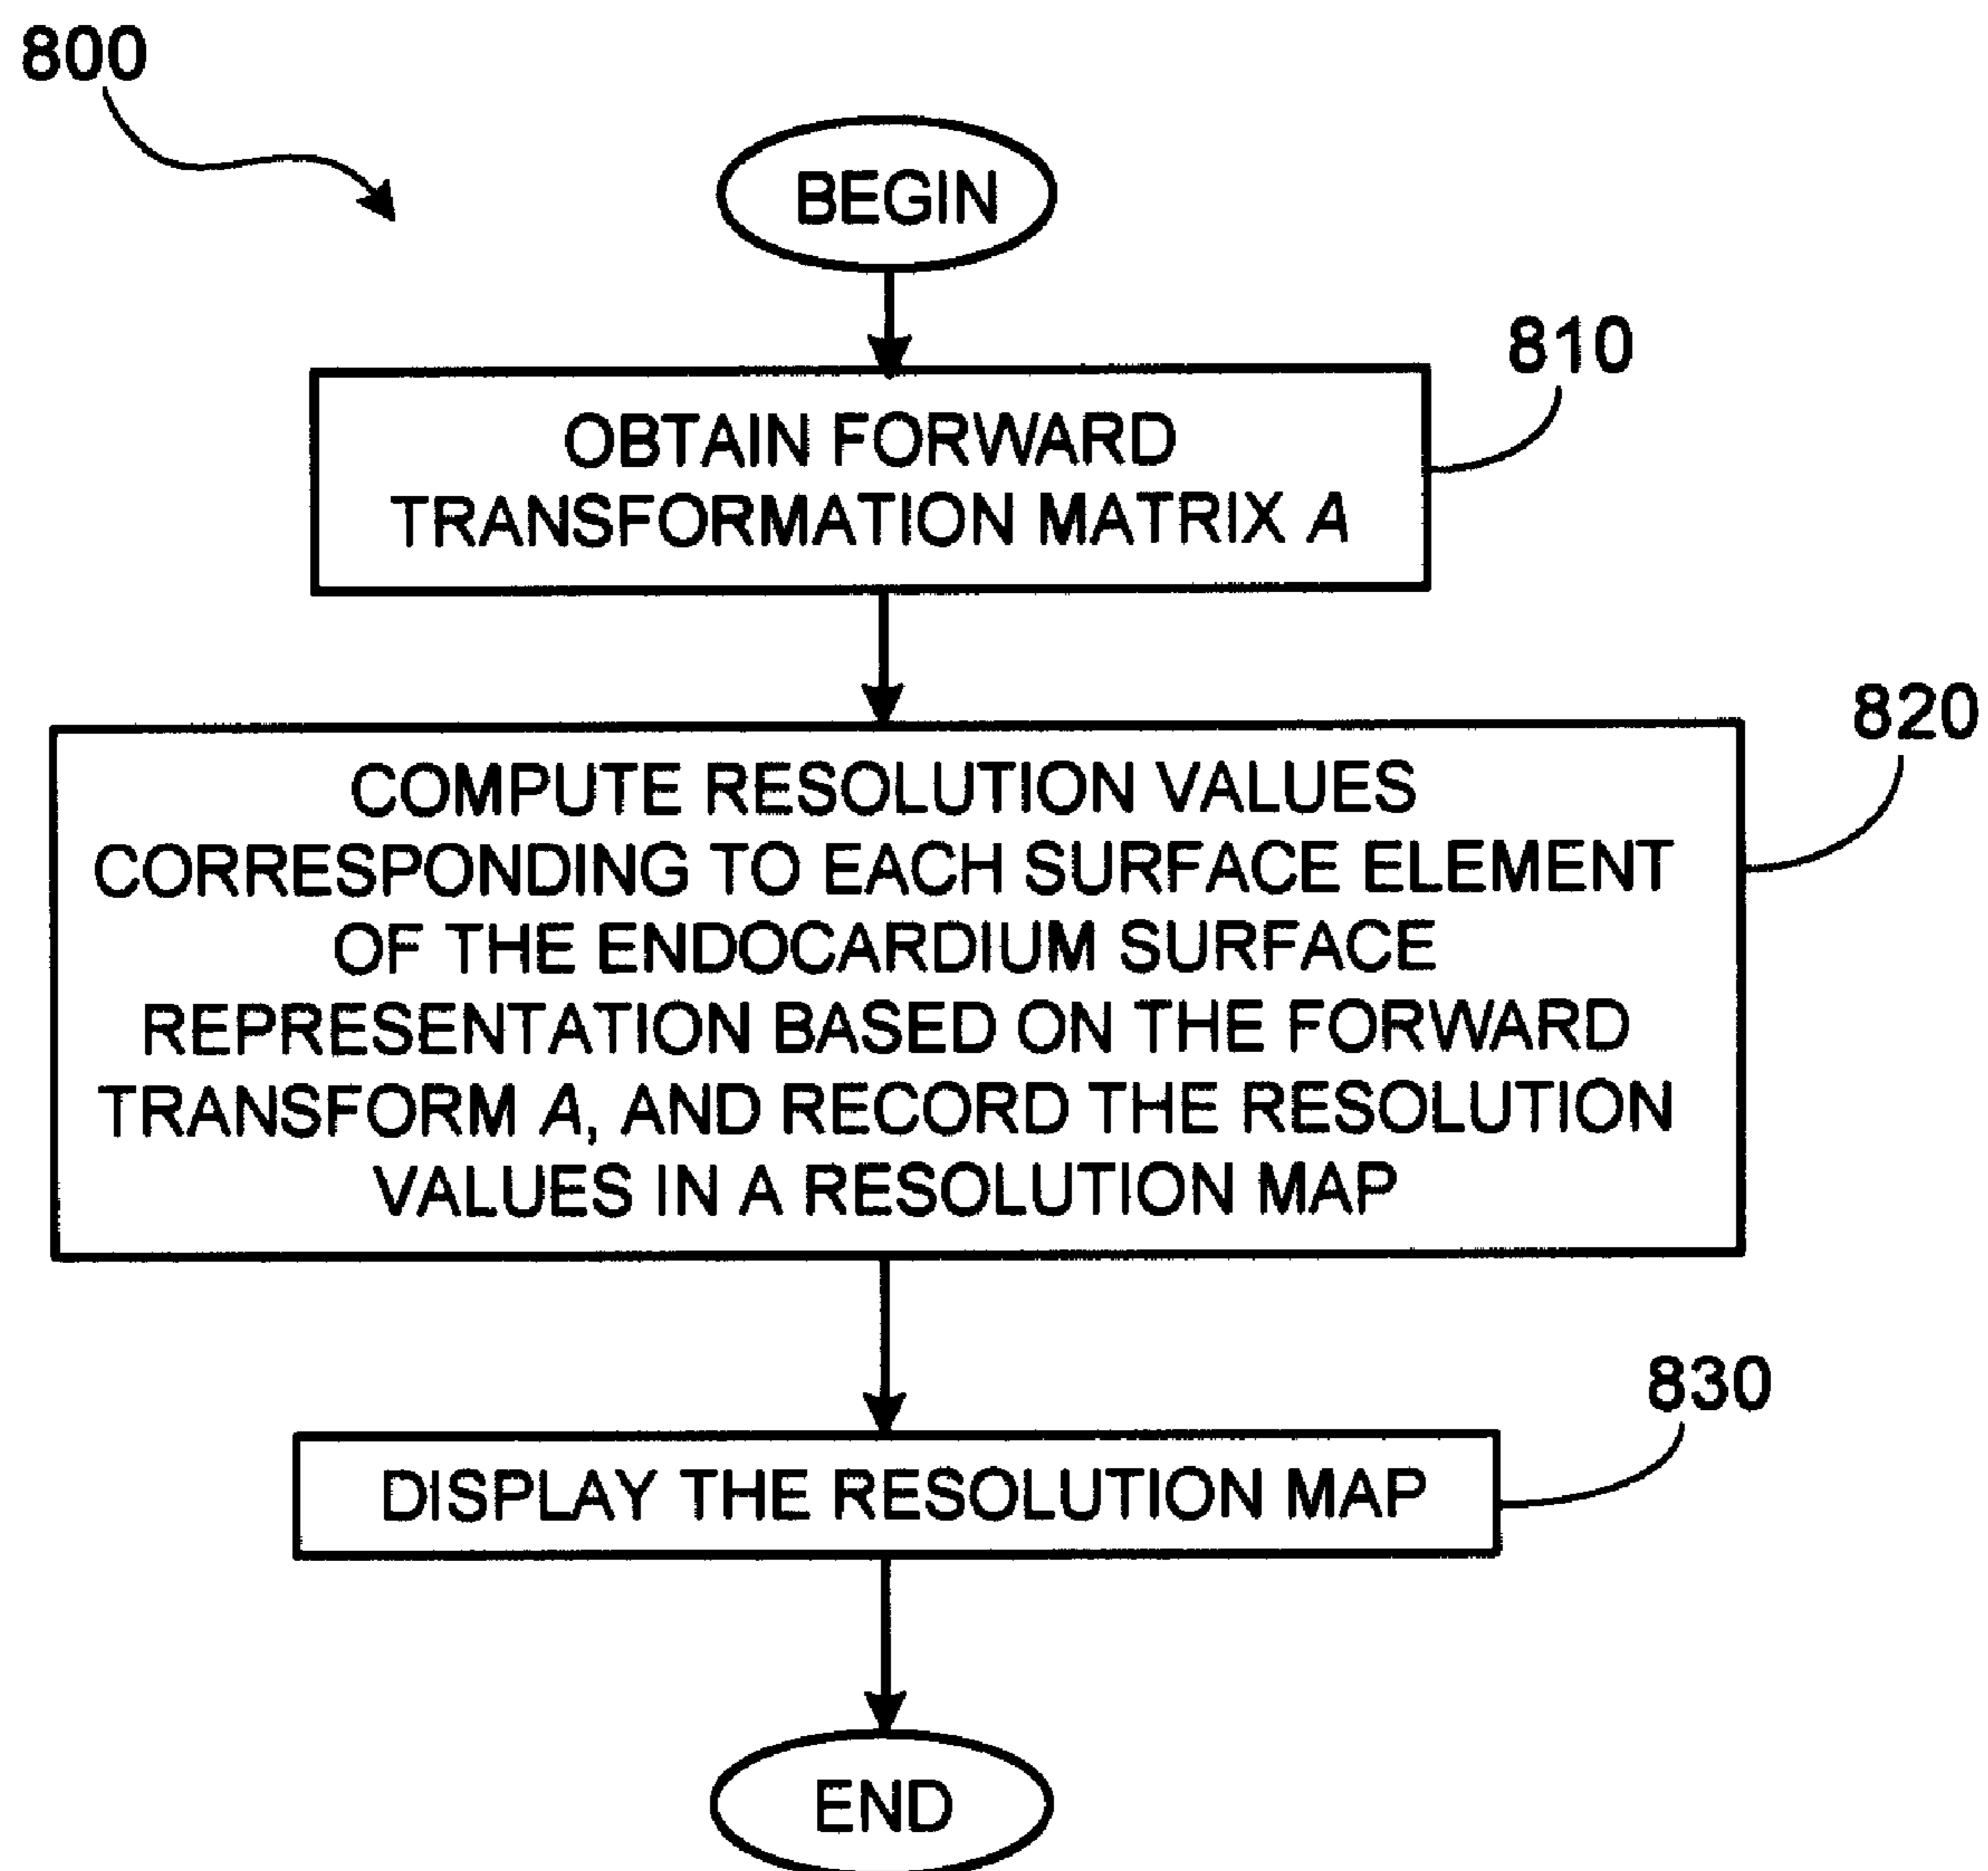 800
BEGIN
810
OBTAIN FORWARD
TRANSFORMATION MATRIX A
820
COMPUTE RESOLUTION VALUES
CORRESPONDING TO EACH SURFACE ELEMENT
OF THE ENDOCARDIUM SURFACE
REPRESENTATION BASED ON THE FORWARD
TRANSFORM A, AND RECORD THE RESOLUTION
VALUES IN A RESOLUTION MAP
830
DISPLAY THE RESOLUTION MAP
END